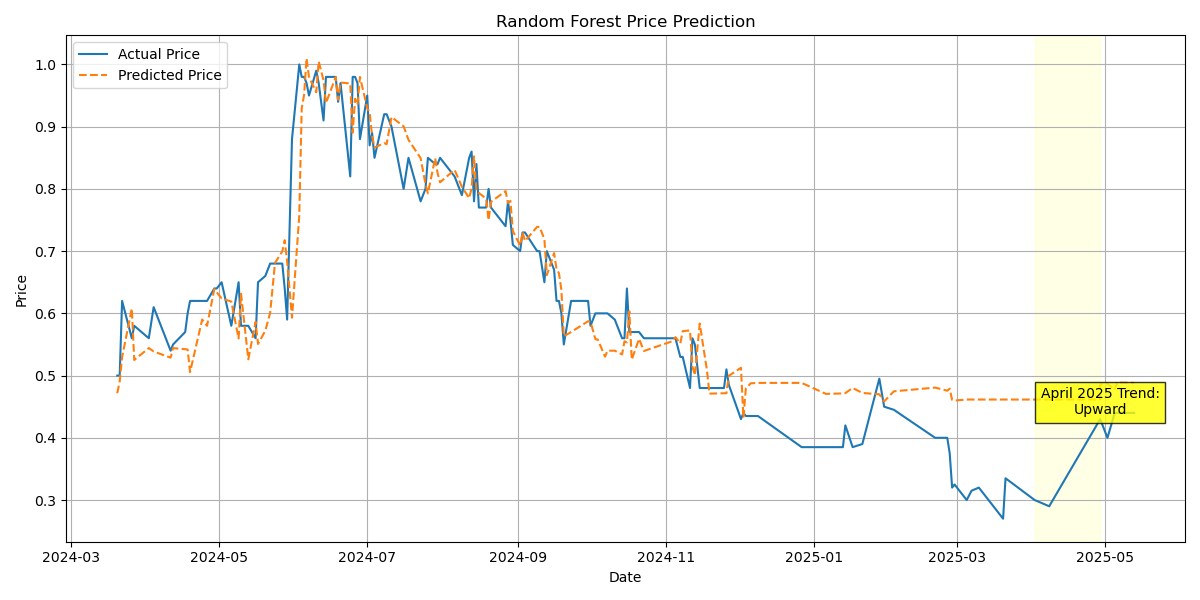 Random Forest Price Prediction
Actual Price
Predicted Price
1.0
0.9
0.8
0.7
0.6
0.5
0.4
0.3
Price
April 2025 Trend:
Upward
2024-03
2024-05
2024-07
2024-09
2024-11
2025-01
2025-03
2025-05
Date